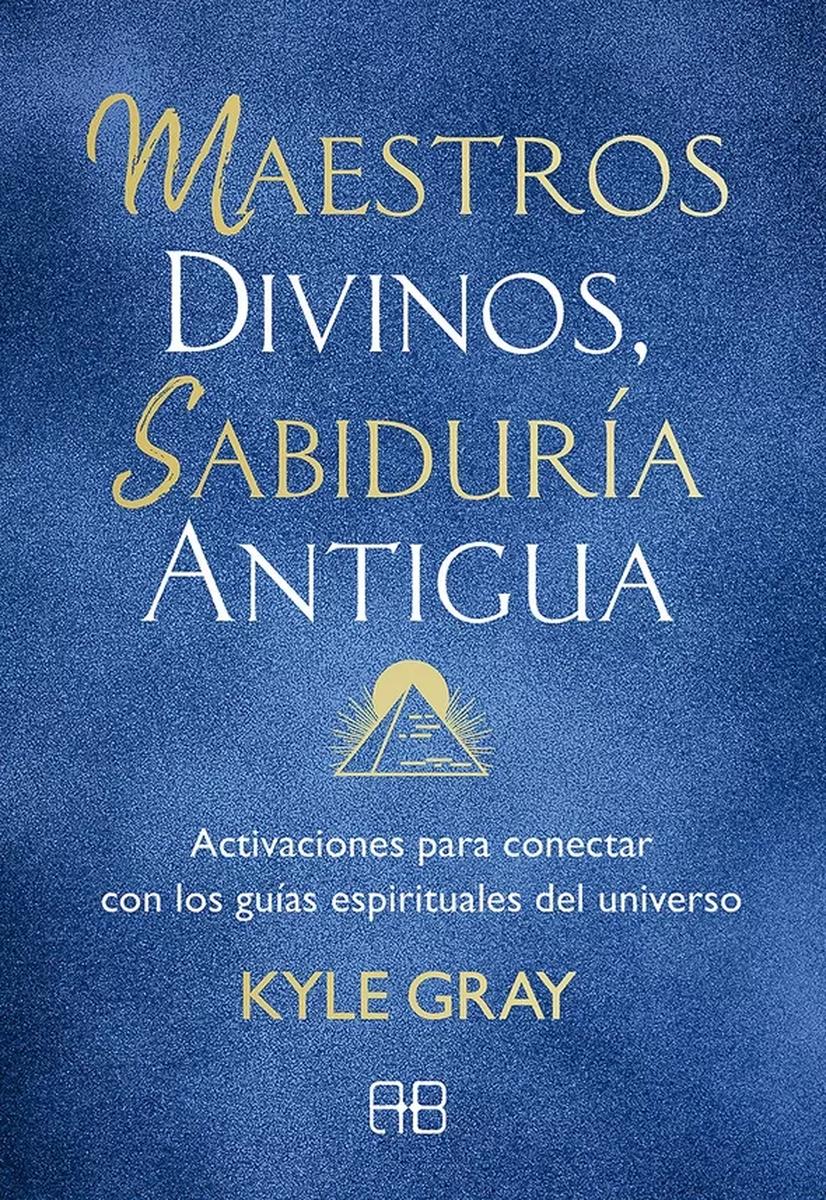 MAESTROS
DIVINOS,
SABIDURÍA
ANTIGUA
Activaciones para conectar
con los guías espirituales del universo
KYLE GRAY
AB